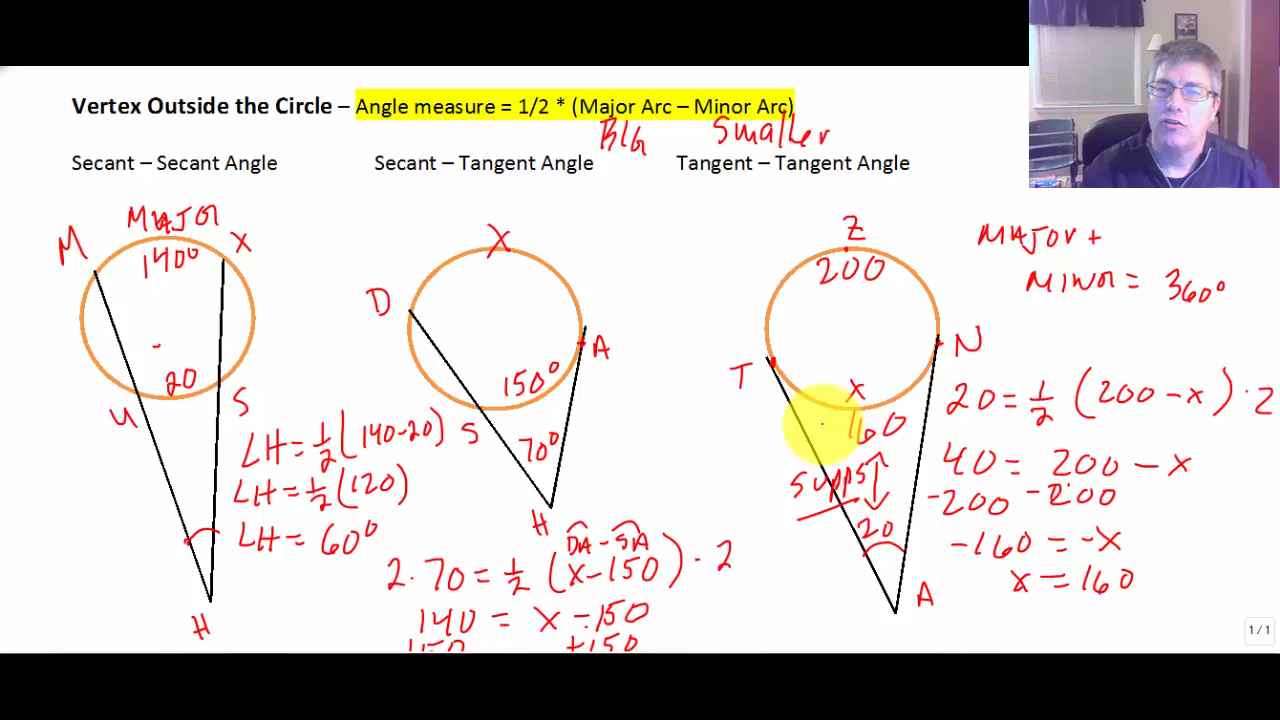 Vertex Outside the Circle – Angle measure = 1/2 * (Major Arc – Minor Arc)
BIG Smaller
Secant – Secant Angle
Secant – Tangent Angle
Tangent – Tangent Angle
MAJOR
M
X
140°
20
U
S
H
∠H = 1/2 (140-20)
∠H = 1/2 (120)
∠H = 60°
X
D
A
150°
S
70°
H
DA - SA
2·70 = 1/2 (x-150)·2
140 = x - 150
+150 +150
Z
200
T
N
x
160
supps
20
A
MAJOR +
MINOR = 360°
20 = 1/2 (200-x)·2
40 = 200 - x
-200 -200
-160 = -x
x = 160
1/1